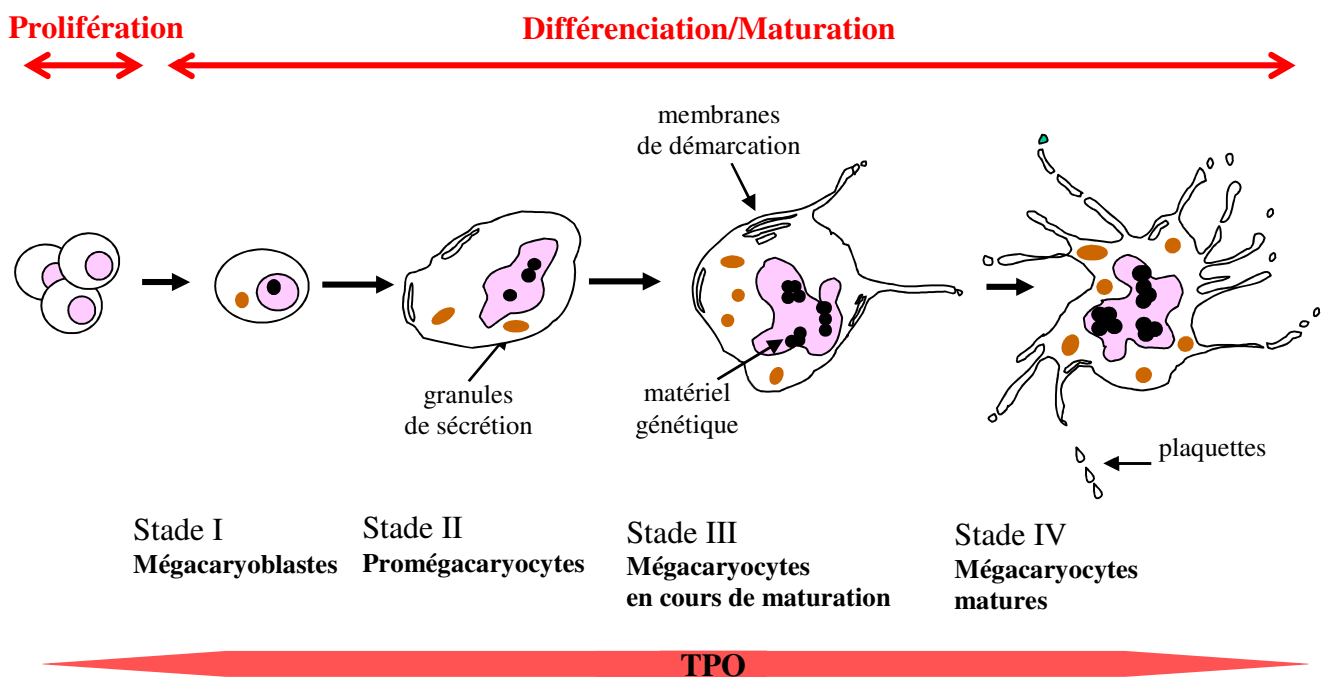 Prolifération
Différenciation/Maturation
membranes
de démarcation
granules
de sécrétion
matériel
génétique
plaquettes
Stade I
Mégacaryoblastes
Stade II
Promégacaryocytes
Stade III
Mégacaryocytes
en cours de maturation
Stade IV
Mégacaryocytes
matures
TPO